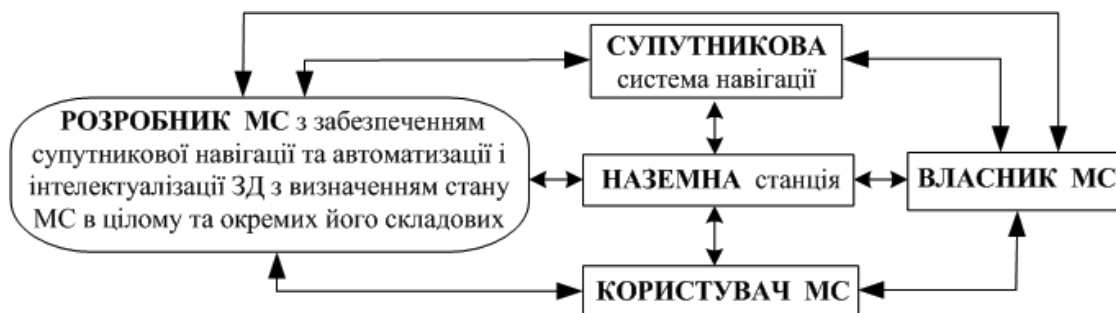 СУПУТНИКОВА
система навігації
РОЗРОБНИК МС з забезпеченням
супутникової навігації та автоматизації і
інтелектуалізації ЗД з визначенням стану
МС в цілому та окремих його складових
НАЗЕМНА станція
ВЛАСНИК МС
КОРИСТУВАЧ МС